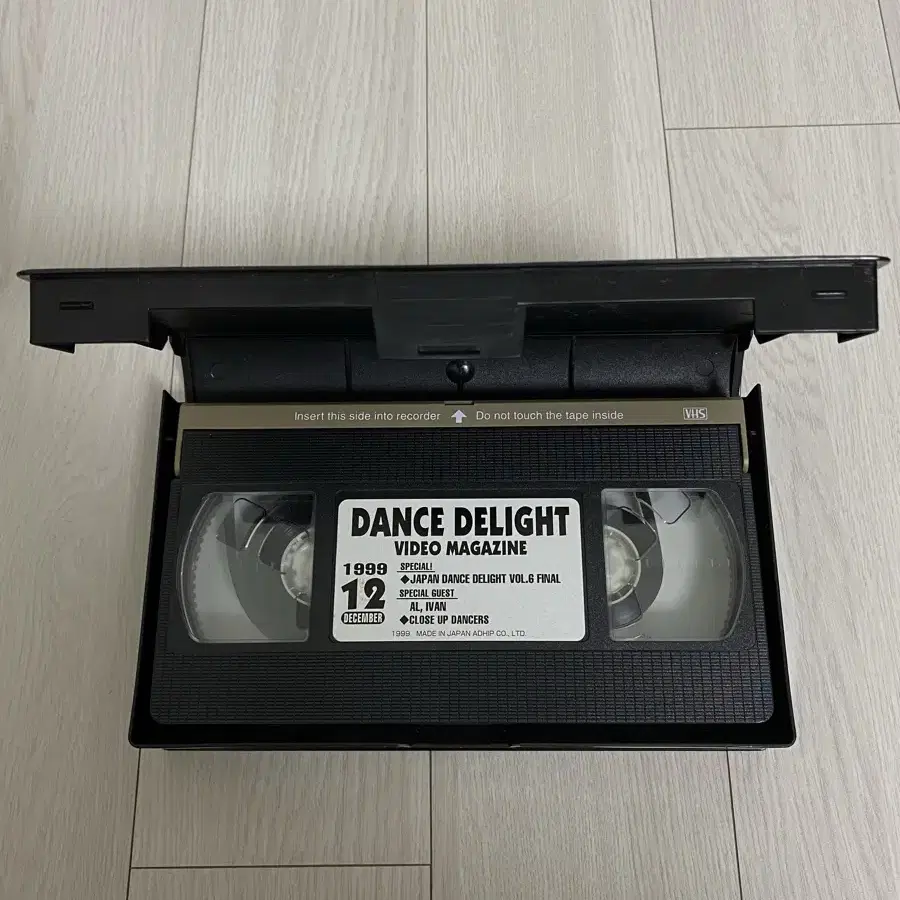 Insert this side into recorder ⇧ Do not touch the tape inside VHS
DANCE DELIGHT
VIDEO MAGAZINE
1999
12
DECEMBER
SPECIAL!
◆JAPAN DANCE DELIGHT VOL.6 FINAL
SPECIAL GUEST
AL, IVAN
◆CLOSE UP DANCERS
1999 MADE IN JAPAN ADHIP CO., LTD.